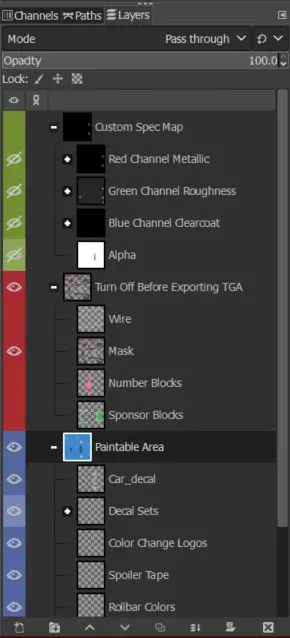 Channels Paths Layers
Mode Pass through
Opacity 100.0
Lock:
Custom Spec Map
Red Channel Metallic
Green Channel Roughness
Blue Channel Clearcoat
Alpha
Turn Off Before Exporting TGA
Wire
Mask
Number Blocks
Sponsor Blocks
Paintable Area
Car_decal
Decal Sets
Color Change Logos
Spoiler Tape
Rollbar Colors